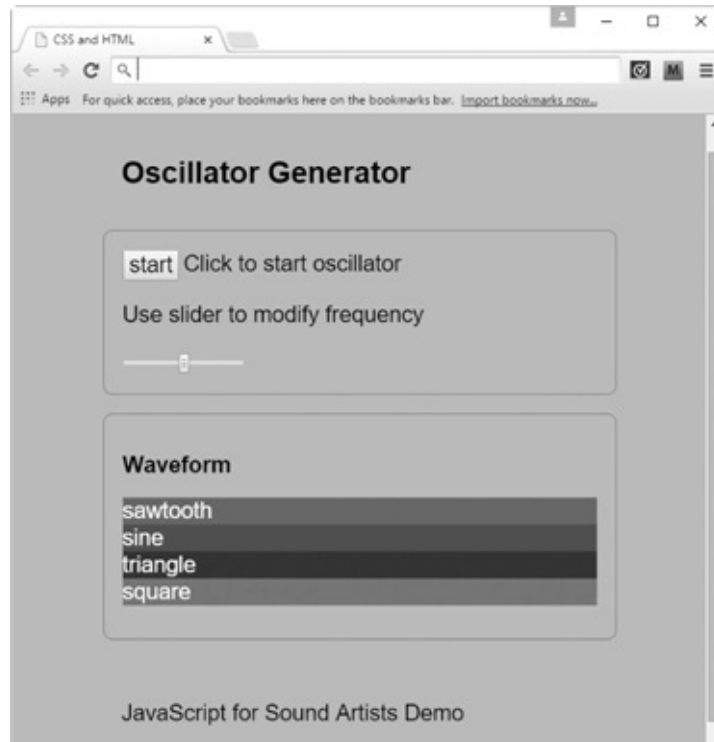 CSS and HTML
Apps For quick access, place your bookmarks here on the bookmarks bar. Import bookmarks now...
Oscillator Generator
start Click to start oscillator
Use slider to modify frequency
Waveform
sawtooth
sine
triangle
square
JavaScript for Sound Artists Demo